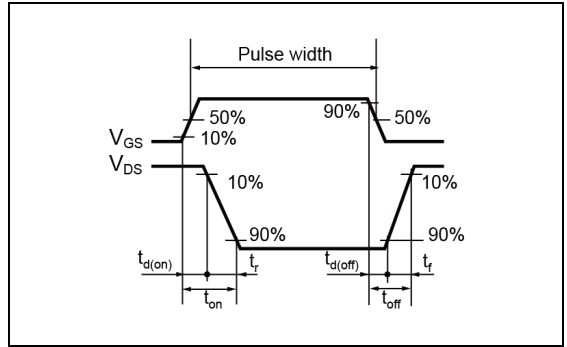 Pulse width
90%
50%
50%
VGS
10%
VDS
10%
10%
90%
90%
td(on)
tr
td(off)
tf
ton
toff